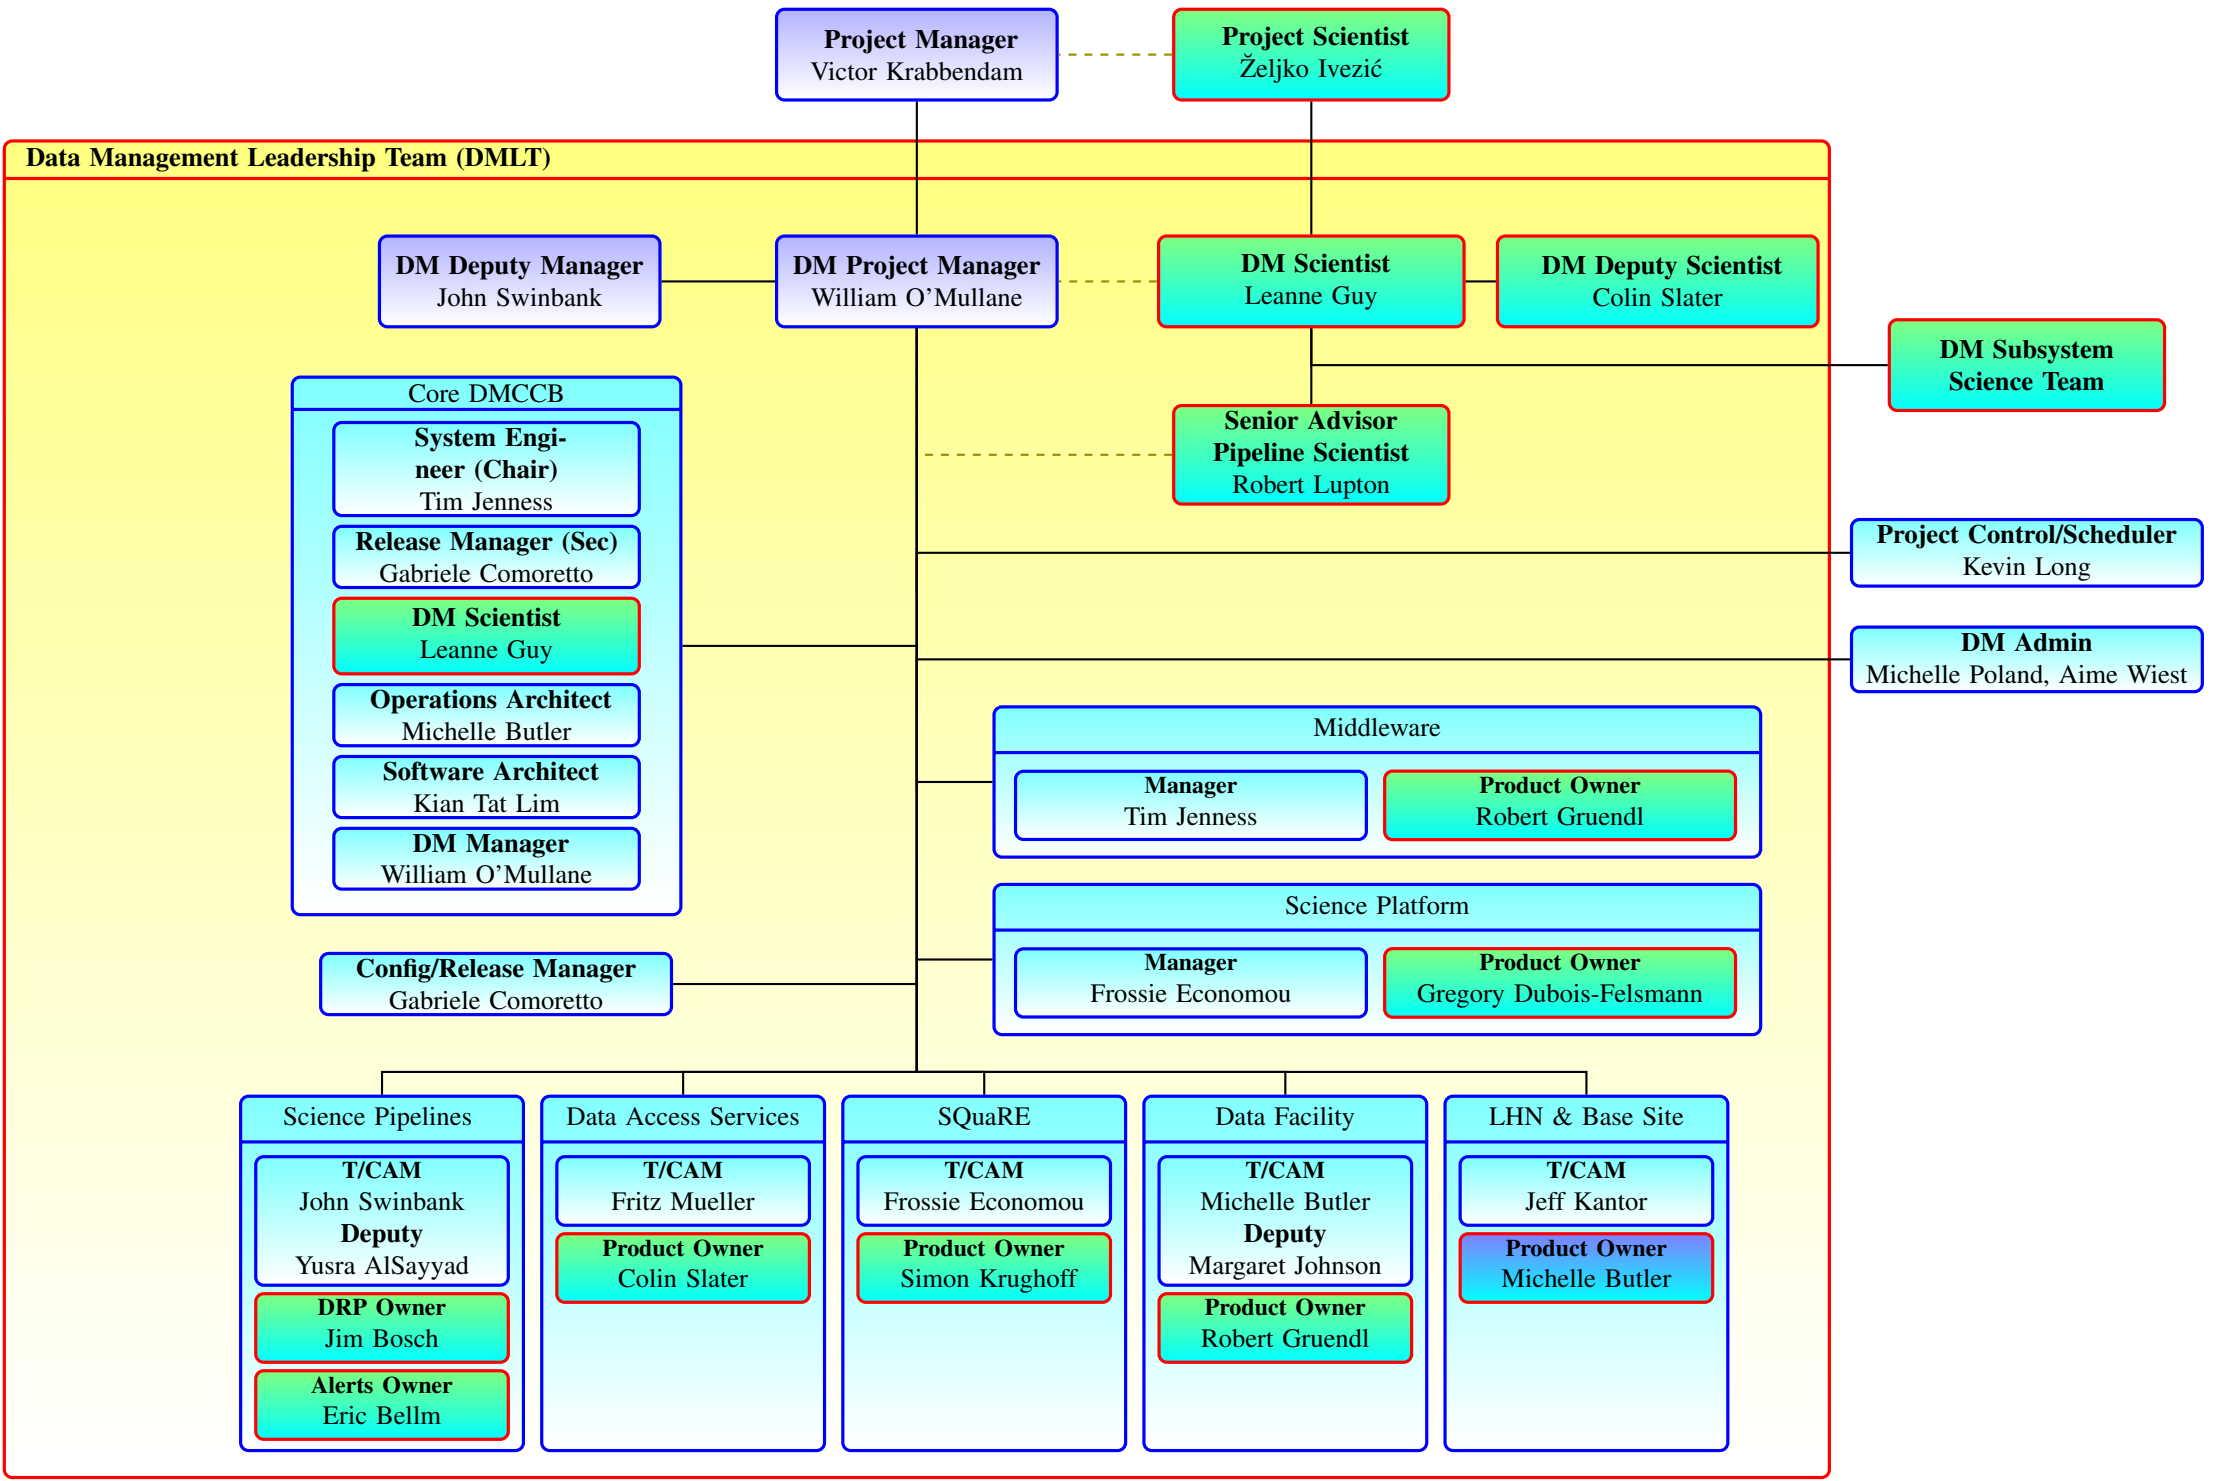 Project Manager
Victor Krabbendam
Project Scientist
Željko Ivezić
Data Management Leadership Team (DMLT)
DM Deputy Manager
John Swinbank
DM Project Manager
William O'Mullane
DM Scientist
Leanne Guy
DM Deputy Scientist
Colin Slater
DM Subsystem
Science Team
Core DMCCB
System Engi-
neer (Chair)
Tim Jenness
Release Manager (Sec)
Gabriele Comoretto
DM Scientist
Leanne Guy
Operations Architect
Michelle Butler
Software Architect
Kian Tat Lim
DM Manager
William O'Mullane
Senior Advisor
Pipeline Scientist
Robert Lupton
Project Control/Scheduler
Kevin Long
DM Admin
Michelle Poland, Aime Wiest
Middleware
Manager
Tim Jenness
Product Owner
Robert Gruendl
Science Platform
Manager
Frossie Economou
Product Owner
Gregory Dubois-Felsmann
Config/Release Manager
Gabriele Comoretto
Science Pipelines
T/CAM
John Swinbank
Deputy
Yusra AlSayyad
DRP Owner
Jim Bosch
Alerts Owner
Eric Bellm
Data Access Services
T/CAM
Fritz Mueller
Product Owner
Colin Slater
SQuaRE
T/CAM
Frossie Economou
Product Owner
Simon Krughoff
Data Facility
T/CAM
Michelle Butler
Deputy
Margaret Johnson
Product Owner
Robert Gruendl
LHN & Base Site
T/CAM
Jeff Kantor
Product Owner
Michelle Butler